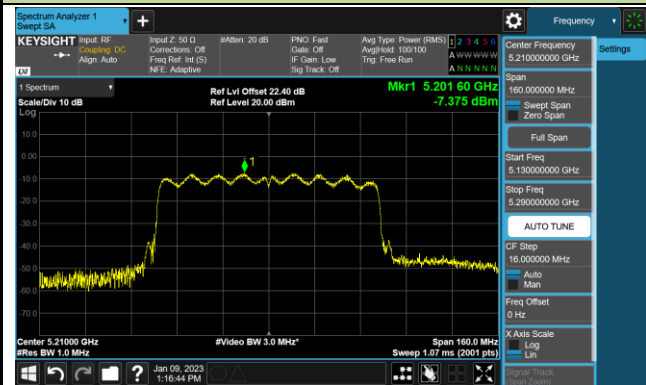 Spectrum Analyzer 1
Swept SA
Frequency
KEYSIGHT
Input: RF
Coupling: DC
Align: Auto
Input Z: 50 Ω
Corrections: Off
Freq Ref: Int (S)
NFE: Adaptive
#Atten: 20 dB
PNO: Fast
Gate: Off
IF Gain: Low
Sig Track: Off
Avg Type: Power (RMS)
Avg|Hold: 100/100
Trig: Free Run
1 2 3 4 5 6
A W W W W W
A N N N N N
LXI
1 Spectrum
Scale/Div 10 dB
Ref Lvl Offset 22.40 dB
Ref Level 20.00 dBm
Mkr1 5.201 60 GHz
-7.375 dBm
Log
10.0
0.00
-10.0
-20.0
-30.0
-40.0
-50.0
-60.0
-70.0
1
Center 5.21000 GHz
#Res BW 1.0 MHz
#Video BW 3.0 MHz*
Span 160.0 MHz
Sweep 1.07 ms (2001 pts)
Jan 09, 2023
1:16:44 PM
Center Frequency
5.210000000 GHz
Span
160.000000 MHz
Swept Span
Zero Span
Full Span
Start Freq
5.130000000 GHz
Stop Freq
5.290000000 GHz
AUTO TUNE
CF Step
16.000000 MHz
Auto
Man
Freq Offset
0 Hz
X Axis Scale
Log
Lin
Signal Track
(Span Zoom)
Settings